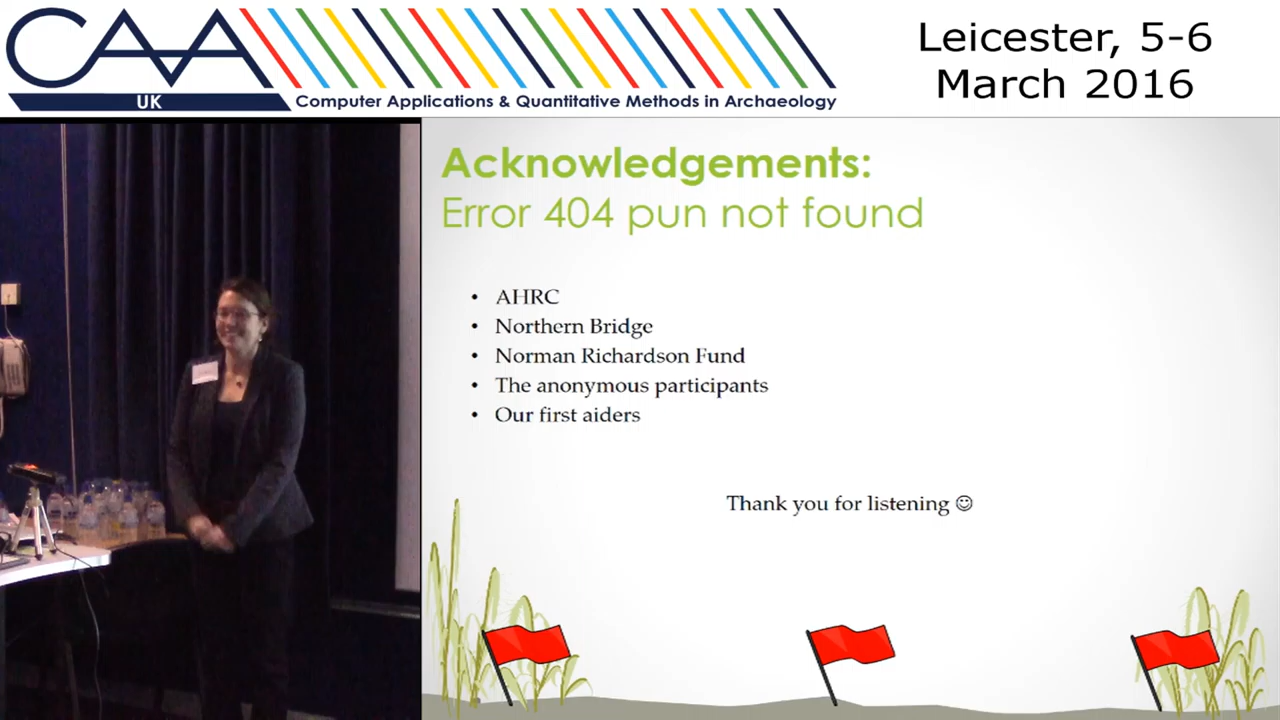 CAA
UK
Computer Applications & Quantitative Methods in Archaeology
Leicester, 5-6
March 2016
Acknowledgements:
Error 404 pun not found
• AHRC
• Northern Bridge
• Norman Richardson Fund
• The anonymous participants
• Our first aiders
Thank you for listening ☺